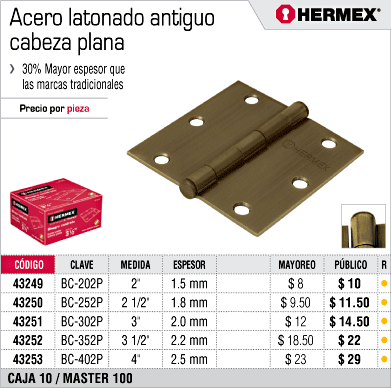 Acero latonado antiguo
cabeza plana
HERMEX®
30% Mayor espesor que
las marcas tradicionales
Precio por pieza
HERMEX
HERMEX
CÓDIGO CLAVE MEDIDA ESPESOR MAYOREO PÚBLICO R
43249 BC-202P 2" 1.5 mm $ 8 $ 10
43250 BC-252P 2 1/2" 1.8 mm $ 9.50 $ 11.50
43251 BC-302P 3" 2.0 mm $ 12 $ 14.50
43252 BC-352P 3 1/2" 2.2 mm $ 18.50 $ 22
43253 BC-402P 4" 2.5 mm $ 23 $ 29
CAJA 10 / MASTER 100